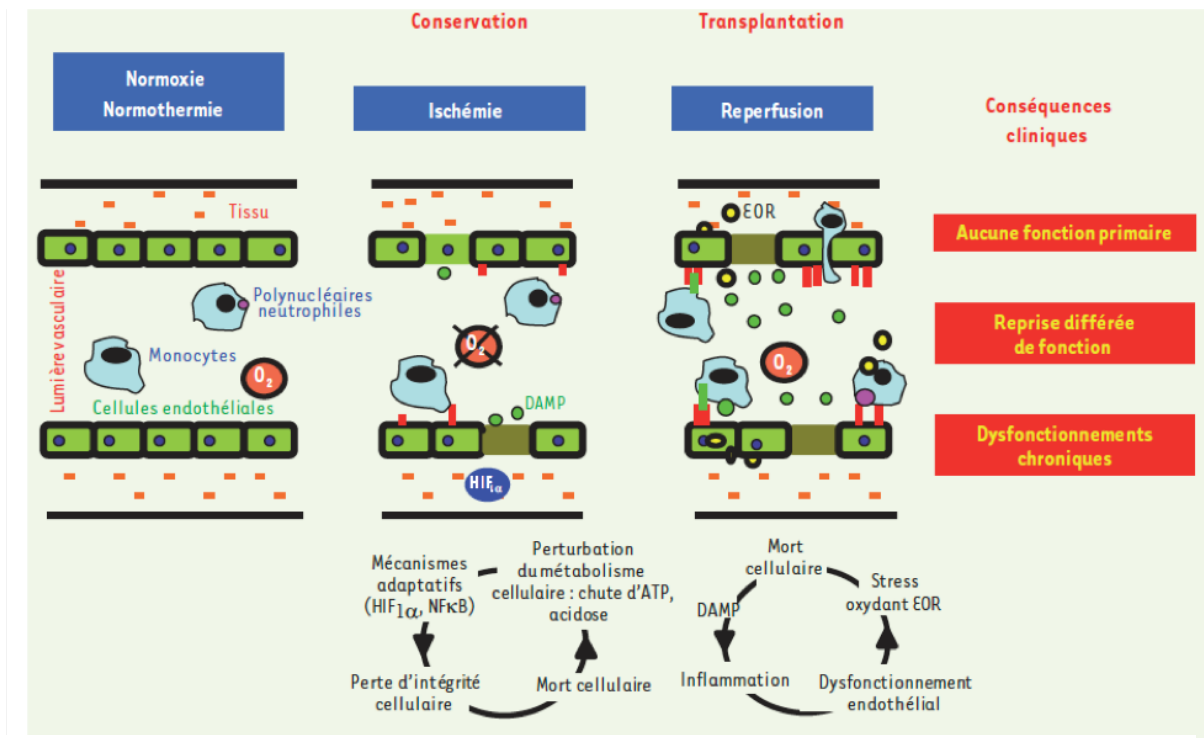 Conservation
Transplantation
Normoxie
Normothermie
Ischémie
Reperfusion
Conséquences
cliniques
Tissu
Lumière vasculaire
Polynucléaires
neutrophiles
Monocytes
O2
Cellules endothéliales
O2
DAMP
HIF1α
EOR
O2
Aucune fonction primaire
Reprise différée
de fonction
Dysfonctionnements
chroniques
Mécanismes
adaptatifs
(HIF1α, NFκB)
Perturbation
du métabolisme
cellulaire : chute d'ATP,
acidose
Perte d'intégrité
cellulaire
Mort cellulaire
Mort
cellulaire
Stress
oxydant EOR
DAMP
Inflammation
Dysfonctionnement
endothélial